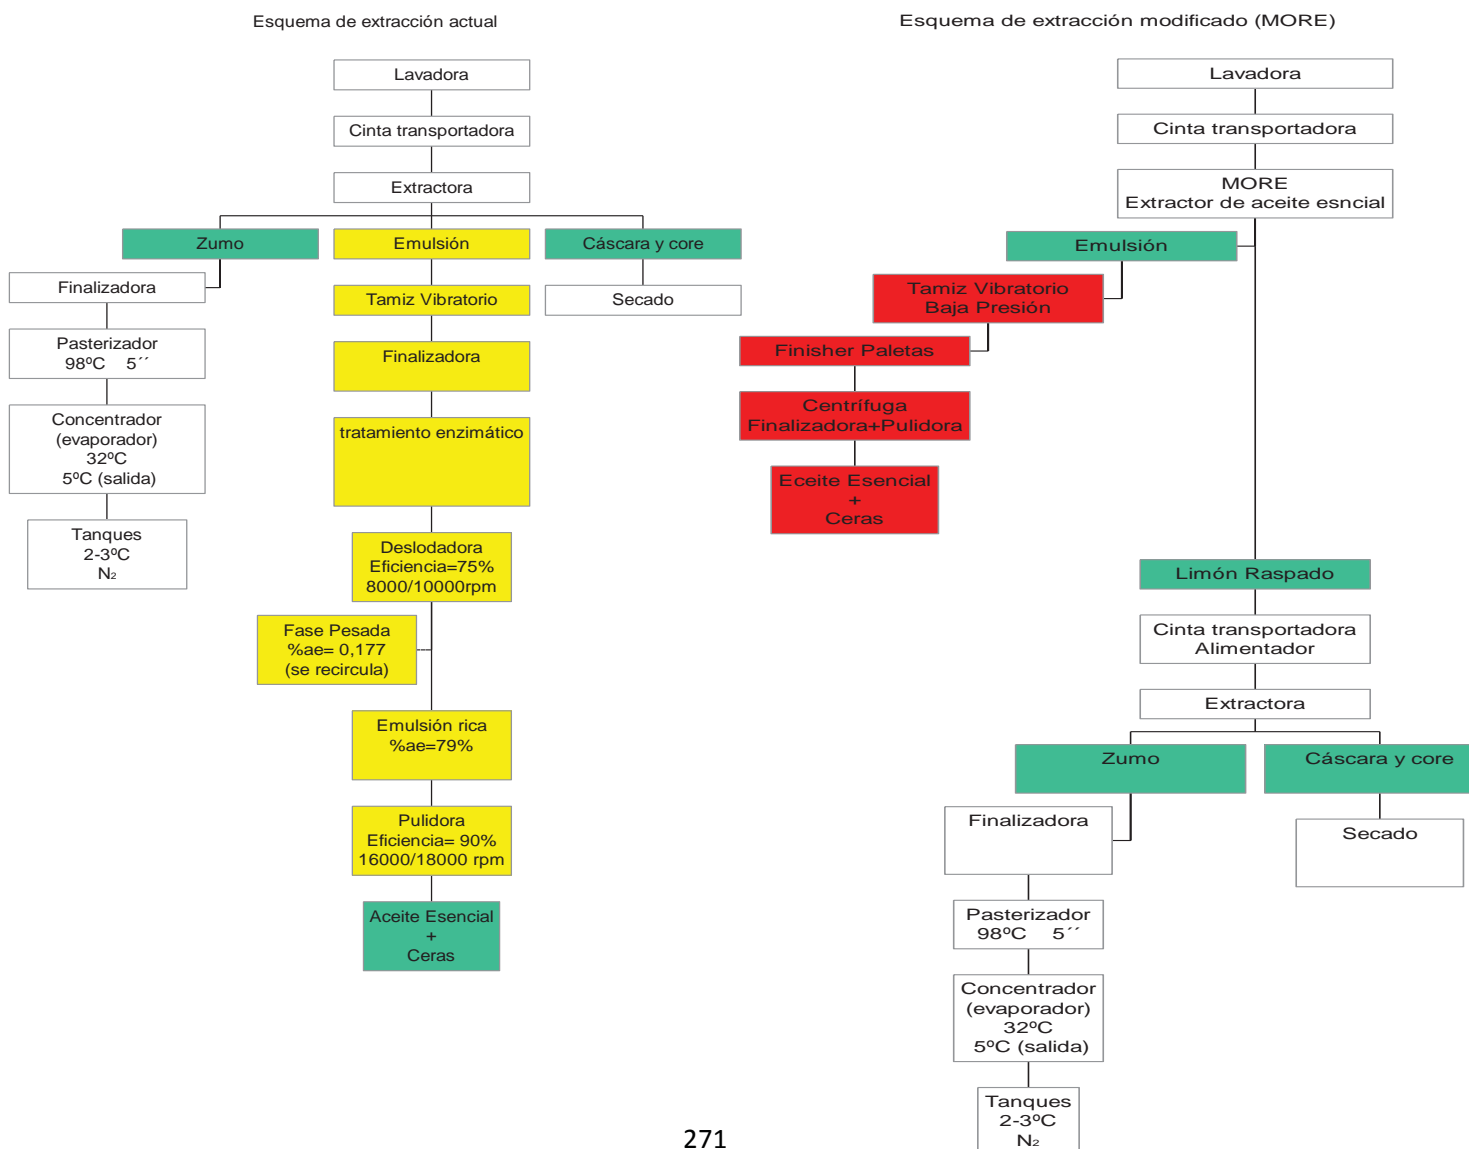 Esquema de extracción actual
Lavadora
Cinta transportadora
Extractora
Zumo
Emulsión
Cáscara y core
Finalizadora
Pasterizador
98ºC 5´´
Concentrador
(evaporador)
32ºC
5ºC (salida)
Tanques
2-3ºC
N₂
Tamiz Vibratorio
Finalizadora
tratamiento enzimático
Deslodadora
Eficiencia=75%
8000/10000rpm
Fase Pesada
%ae= 0,177
(se recircula)
Emulsión rica
%ae=79%
Pulidora
Eficiencia= 90%
16000/18000 rpm
Aceite Esencial
+
Ceras
Secado
Esquema de extracción modificado (MORE)
Lavadora
Cinta transportadora
MORE
Extractor de aceite esncial
Emulsión
Tamiz Vibratorio
Baja Presión
Finisher Paletas
Centrífuga
Finalizadora+Pulidora
Eceite Esencial
+
Ceras
Limón Raspado
Cinta transportadora
Alimentador
Extractora
Zumo
Cáscara y core
Finalizadora
Secado
Pasterizador
98ºC 5´´
Concentrador
(evaporador)
32ºC
5ºC (salida)
Tanques
2-3ºC
N₂
271